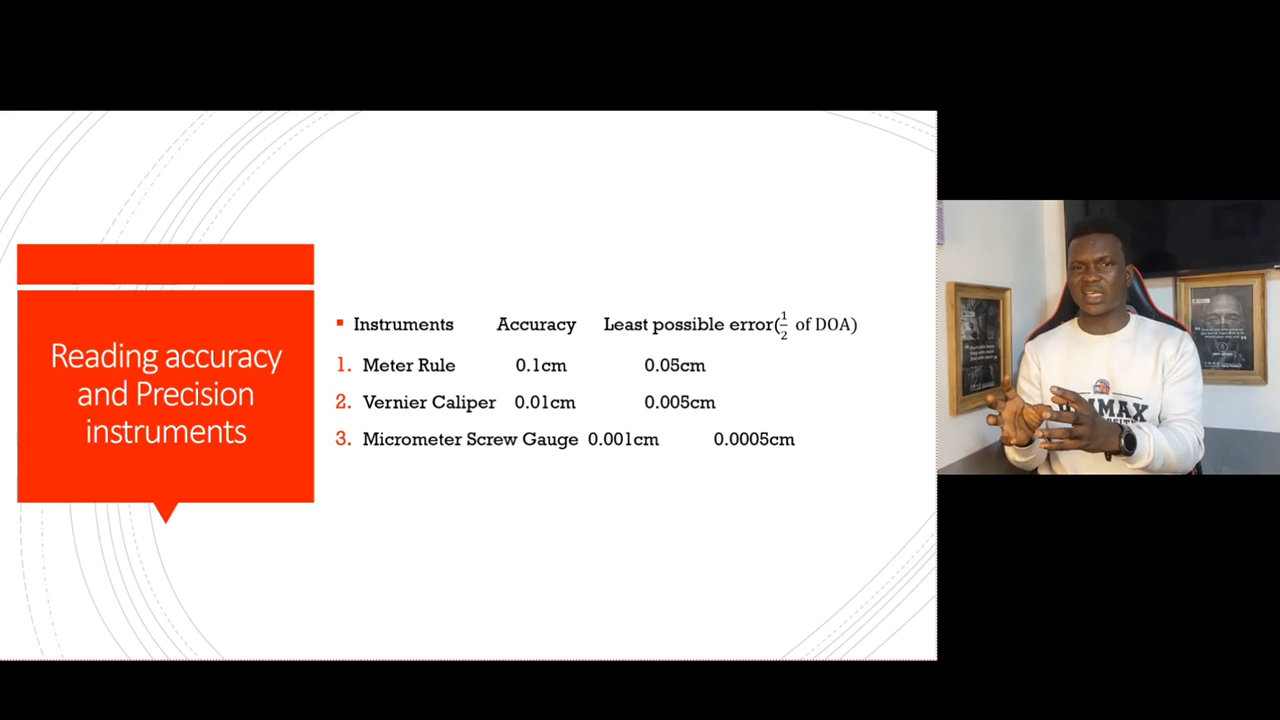 Reading accuracy
and Precision
instruments
▪ Instruments Accuracy Least possible error(½ of DOA)
1. Meter Rule 0.1cm 0.05cm
2. Vernier Caliper 0.01cm 0.005cm
3. Micrometer Screw Gauge 0.001cm 0.0005cm